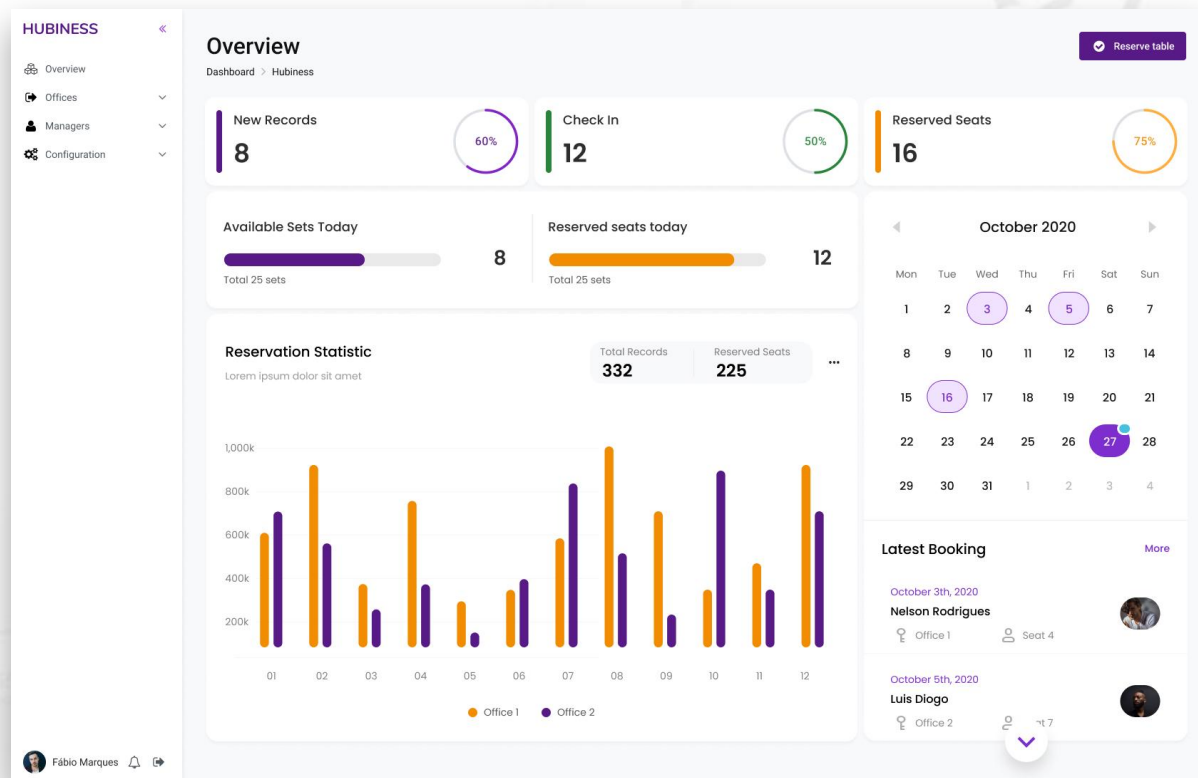 HUBINESS
Overview
Offices
Managers
Configuration
Fábio Marques
Overview
Dashboard > Hubiness
Reserve table
New Records
8
60%
Check In
12
50%
Reserved Seats
16
75%
Available Sets Today
8
Total 25 sets
Reserved seats today
12
Total 25 sets
Reservation Statistic
Lorem ipsum dolor sit amet
Total Records
332
Reserved Seats
225
1,000k
800k
600k
400k
200k
01 02 03 04 05 06 07 08 09 10 11 12
Office 1 Office 2
October 2020
Mon Tue Wed Thu Fri Sat Sun
1 2 3 4 5 6 7
8 9 10 11 12 13 14
15 16 17 18 19 20 21
22 23 24 25 26 27 28
29 30 31 1 2 3 4
Latest Booking
More
October 3th, 2020
Nelson Rodrigues
Office 1 Seat 4
October 5th, 2020
Luis Diogo
Office 2 7